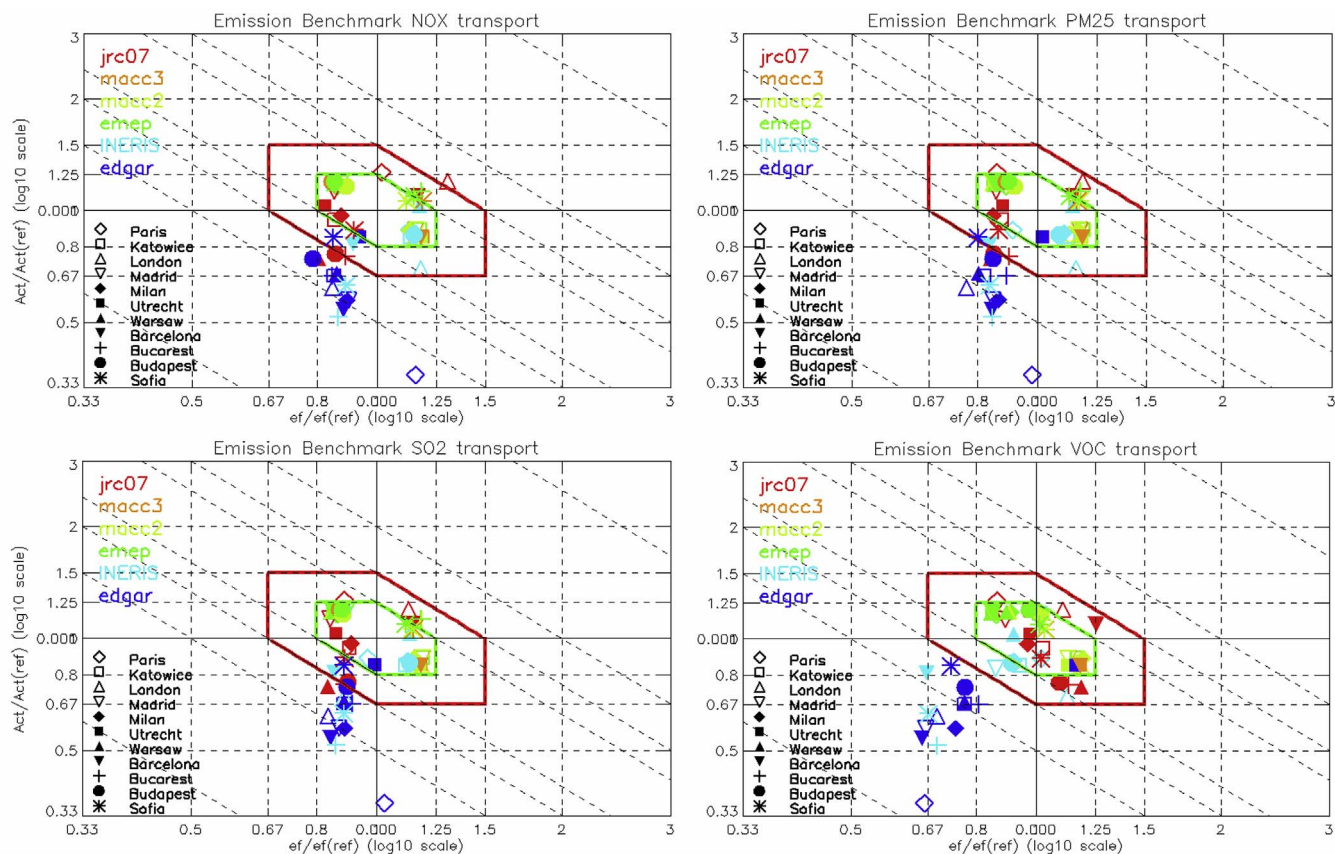 Emission Benchmark NOX transport
3
2
1.5
1.25
0.000
0.8
0.67
0.5
0.33
Act/Act(ref) (log10 scale)
jrc07
macc3
macc2
emep
INERIS
edgar
Paris
Katowice
London
Madrid
Milan
Utrecht
Warsaw
Barcelona
Bucarest
Budapest
Sofia
0.33 0.5 0.67 0.8 0.000 1.25 1.5 2 3
ef/ef(ref) (log10 scale)
Emission Benchmark PM25 transport
3
2
1.5
1.25
0.000
0.8
0.67
0.5
0.33
jrc07
macc3
macc2
emep
INERIS
edgar
Paris
Katowice
London
Madrid
Milan
Utrecht
Warsaw
Barcelona
Bucarest
Budapest
Sofia
0.33 0.5 0.67 0.8 0.000 1.25 1.5 2 3
ef/ef(ref) (log10 scale)
Emission Benchmark SO2 transport
3
2
1.5
1.25
0.000
0.8
0.67
0.5
0.33
Act/Act(ref) (log10 scale)
jrc07
macc3
macc2
emep
INERIS
edgar
Paris
Katowice
London
Madrid
Milan
Utrecht
Warsaw
Barcelona
Bucarest
Budapest
Sofia
0.33 0.5 0.67 0.8 0.000 1.25 1.5 2 3
ef/ef(ref) (log10 scale)
Emission Benchmark VOC transport
3
2
1.5
1.25
0.000
0.8
0.67
0.5
0.33
jrc07
macc3
macc2
emep
INERIS
edgar
Paris
Katowice
London
Madrid
Milan
Utrecht
Warsaw
Barcelona
Bucarest
Budapest
Sofia
0.33 0.5 0.67 0.8 0.000 1.25 1.5 2 3
ef/ef(ref) (log10 scale)